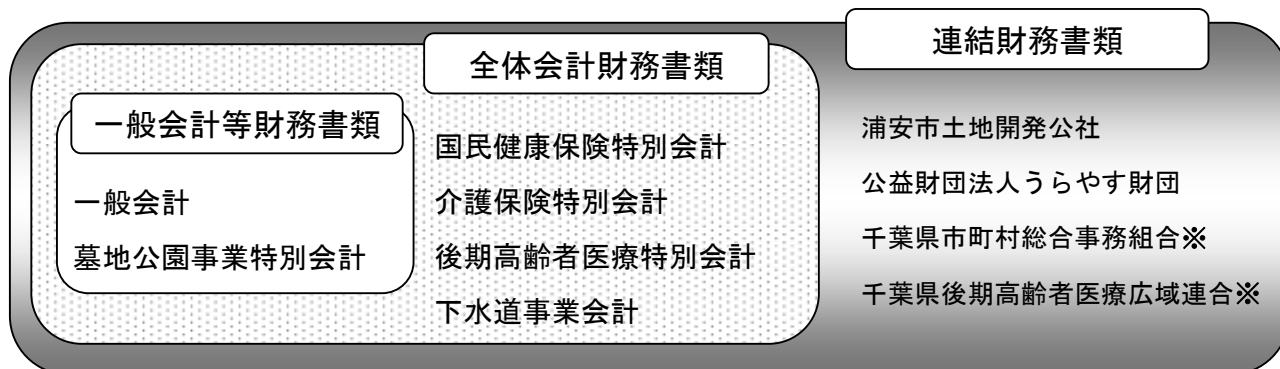 一般会計等財務書類
一般会計
墓地公園事業特別会計
全体会計財務書類
国民健康保険特別会計
介護保険特別会計
後期高齢者医療特別会計
下水道事業会計
連結財務書類
浦安市土地開発公社
公益財団法人うらやす財団
千葉県市町村総合事務組合※
千葉県後期高齢者医療広域連合※